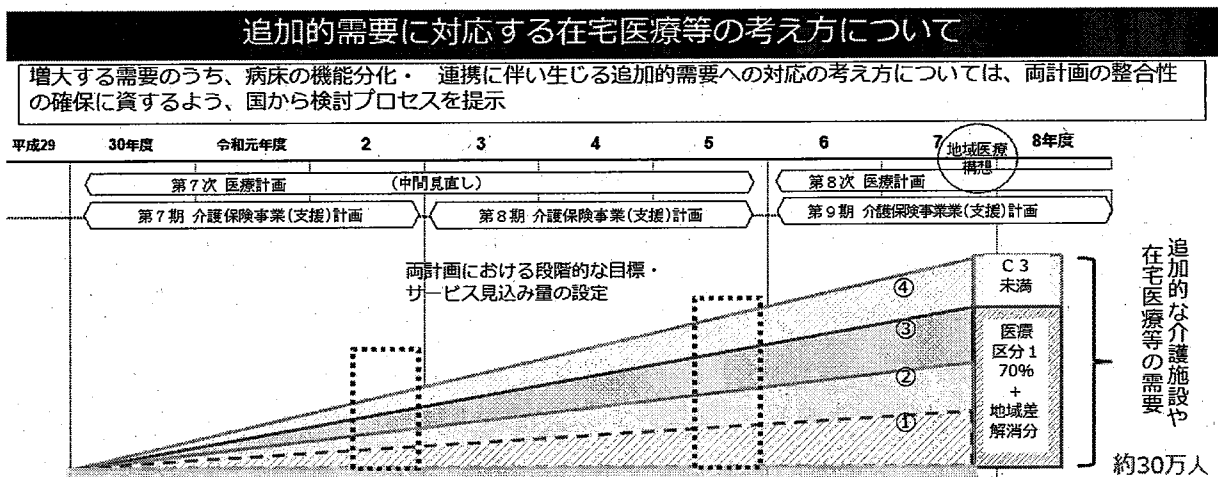 追加的需要に対応する在宅医療等の考え方について
増大する需要のうち、病床の機能分化・　連携に伴い生じる追加的需要への対応の考え方については、両計画の整合性
の確保に資するよう、国から検討プロセスを提示
平成29 30年度 令和元年度 2 3 4 5 6 7 8年度
地域医療
構想
第7次 医療計画 (中間見直し)
第8次 医療計画
第7期 介護保険事業(支援)計画
第8期 介護保険事業(支援)計画
第9期 介護保険事業業(支援)計画
両計画における段階的な目標・
サービス見込み量の設定
④
③
②
①
C3
未満
医療
区分1
70%
+
地域差
解消分
追加的な介護施設や
在宅医療等の需要
約30万人